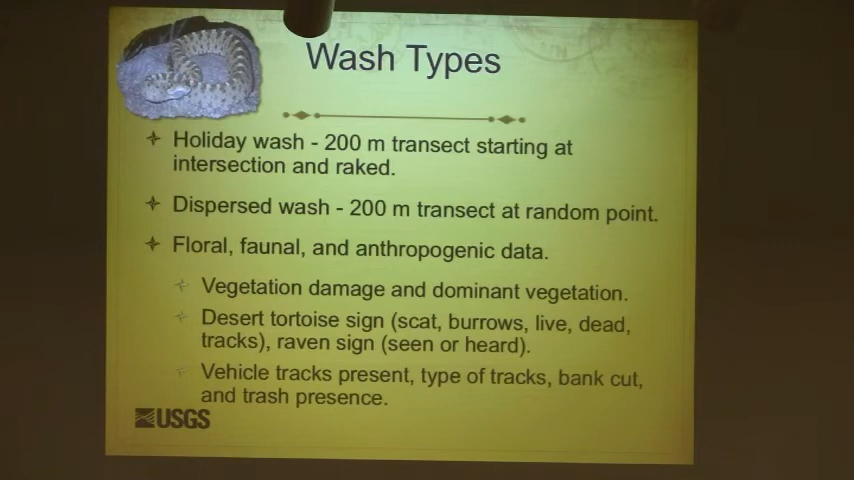 Wash Types
Holiday wash - 200 m transect starting at
intersection and raked.
Dispersed wash - 200 m transect at random point.
Floral, faunal, and anthropogenic data.
Vegetation damage and dominant vegetation.
Desert tortoise sign (scat, burrows, live, dead,
tracks), raven sign (seen or heard).
Vehicle tracks present, type of tracks, bank cut,
and trash presence.
USGS